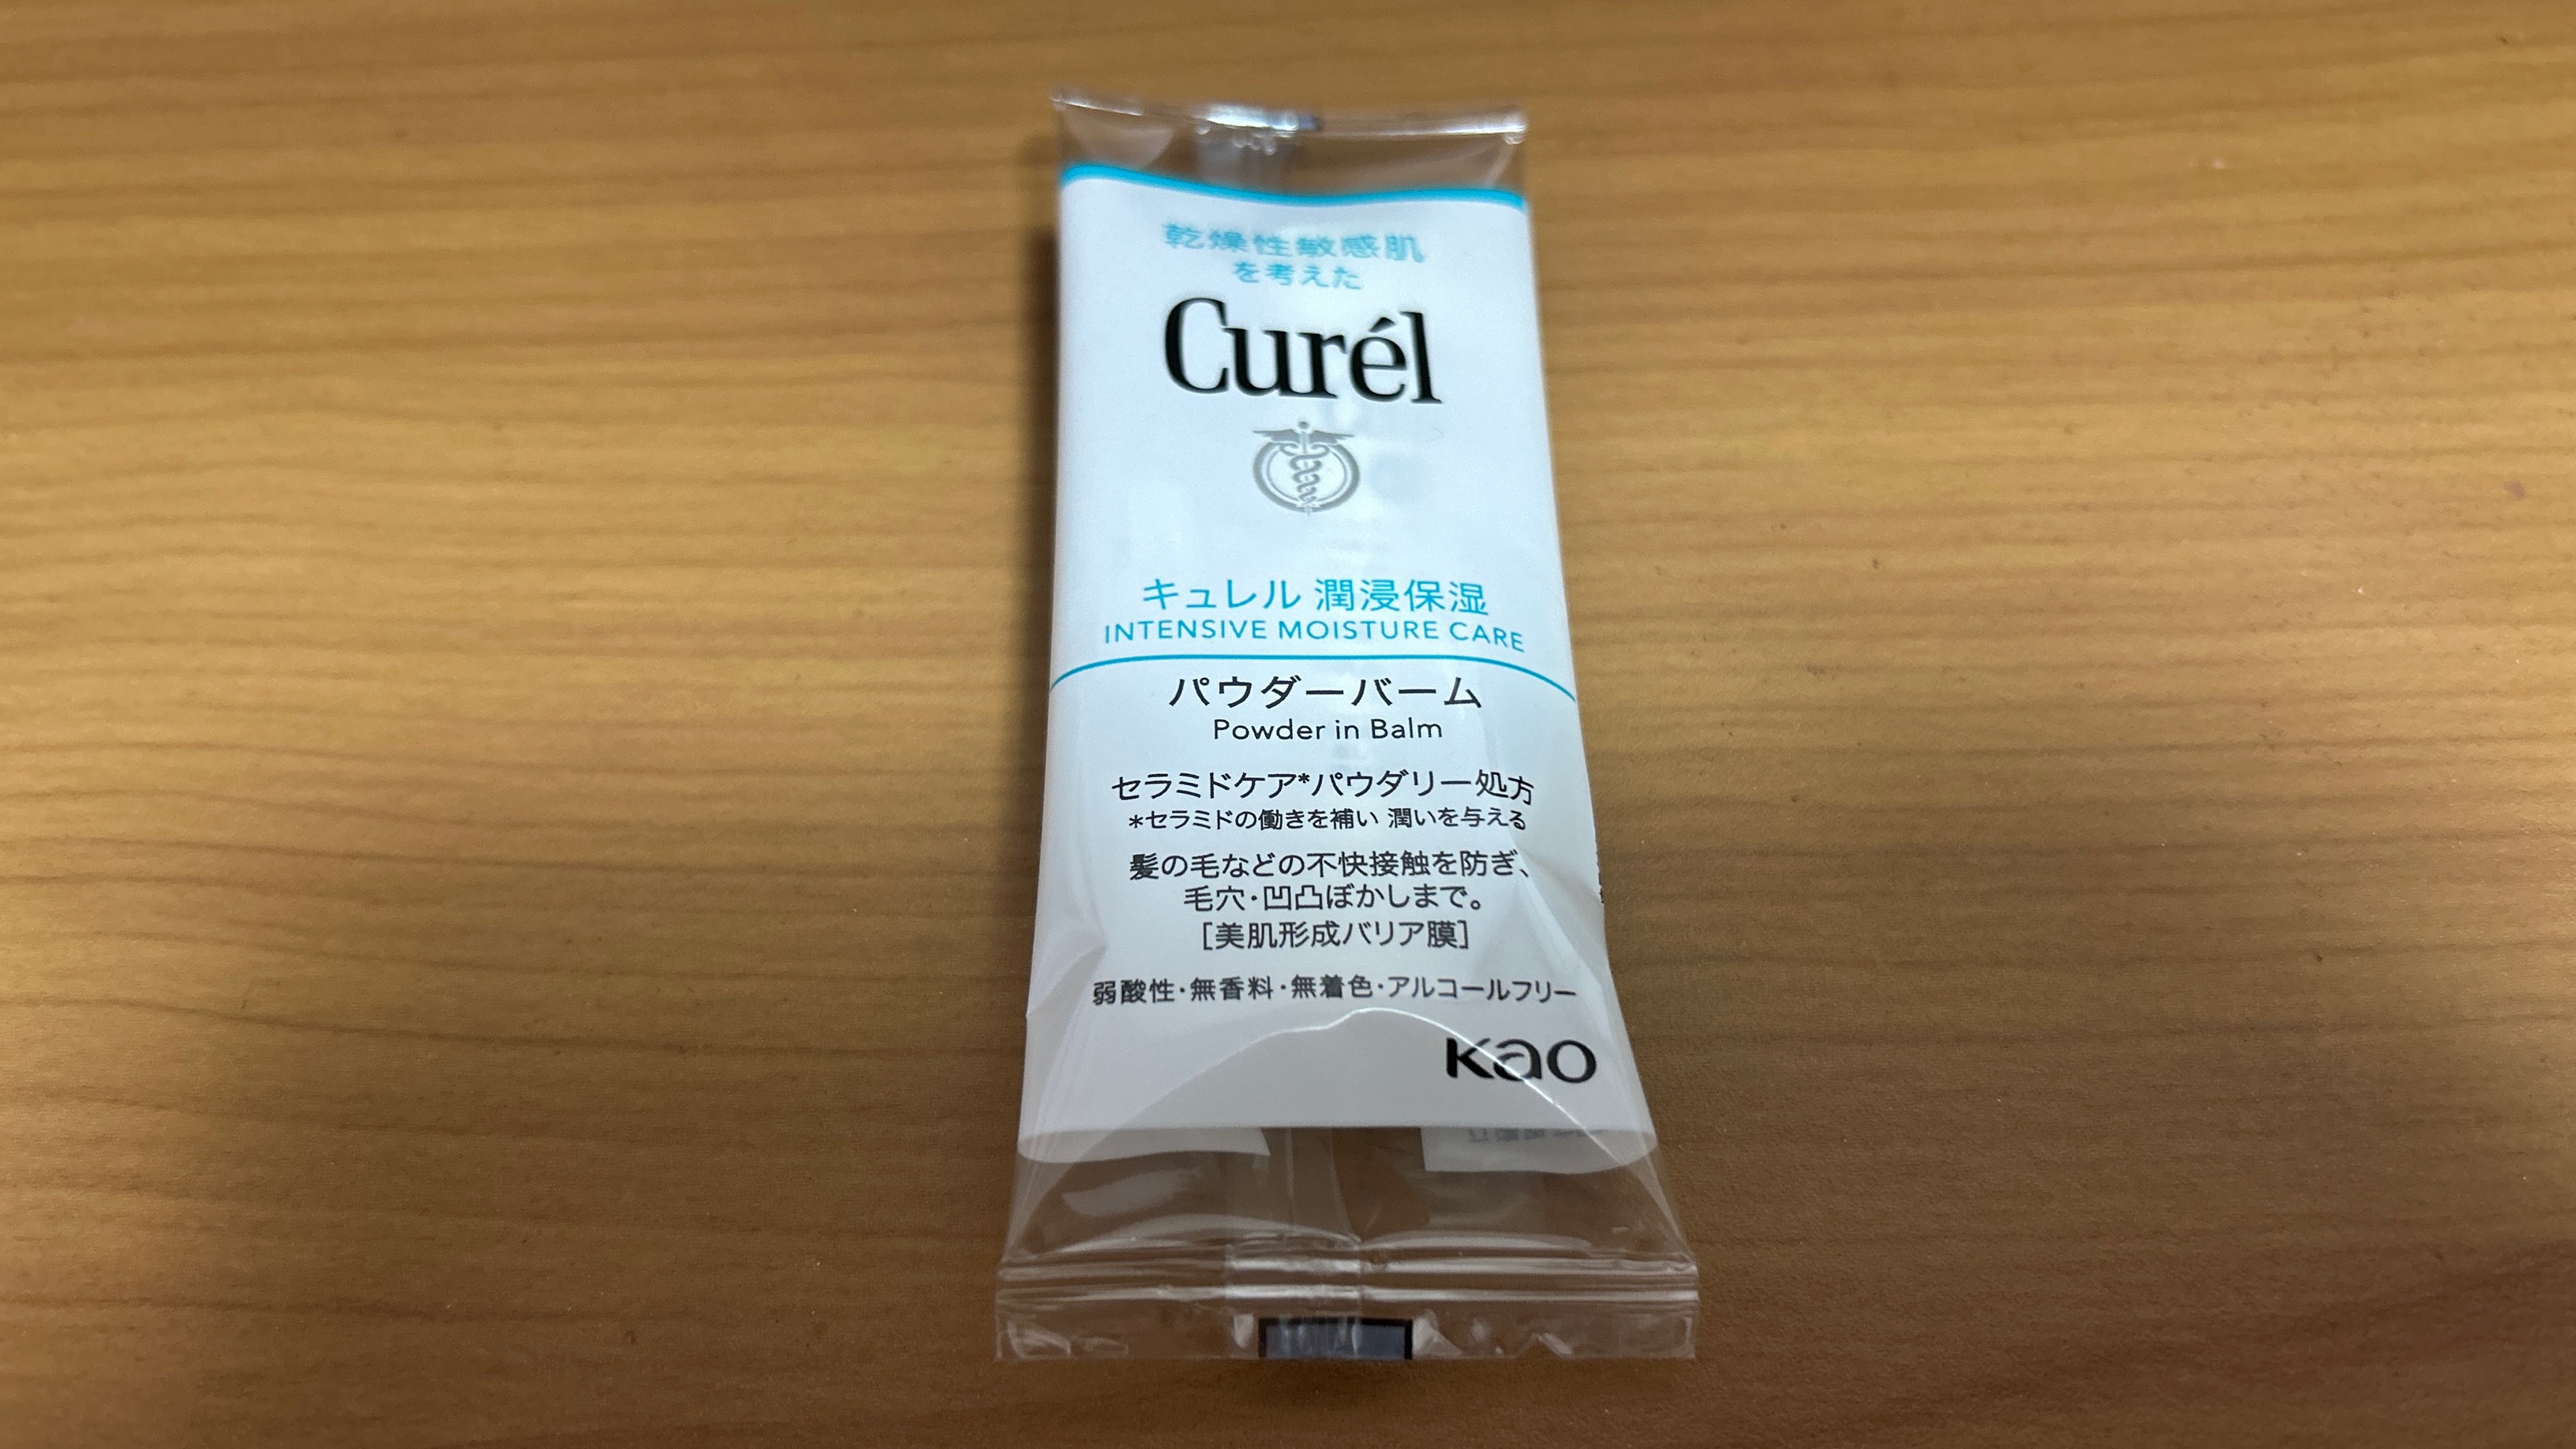 乾燥性敏感肌
を考えた
Curél
キュレル 潤浸保湿
INTENSIVE MOISTURE CARE
パウダーバーム
Powder in Balm
セラミドケア*パウダリー処方
*セラミドの働きを補い 潤いを与える
髪の毛などの不快接触を防ぎ、
毛穴・凹凸ぼかしまで。
[美肌形成バリア膜]
弱酸性・無香料・無着色・アルコールフリー
Kao